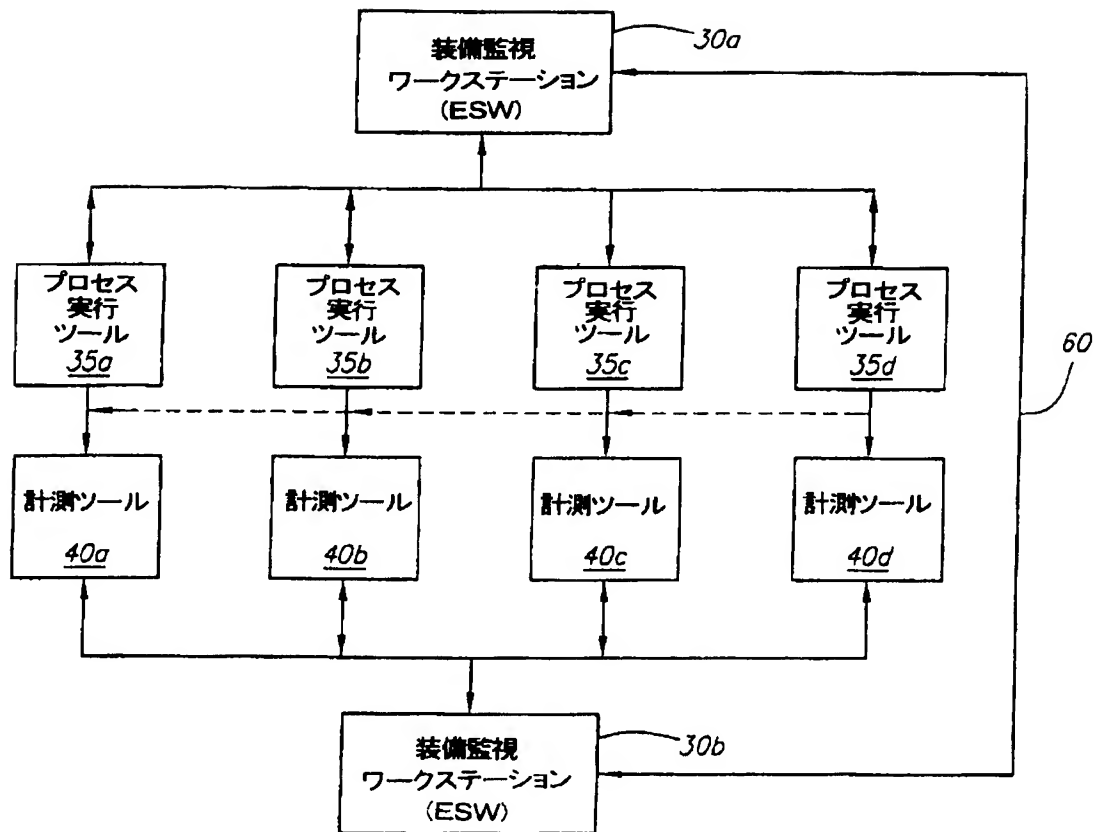 装備監視
ワークステーション
(ESW)
30a
プロセス
実行
ツール
35a
プロセス
実行
ツール
35b
プロセス
実行
ツール
35c
プロセス
実行
ツール
35d
60
計測ツール
40a
計測ツール
40b
計測ツール
40c
計測ツール
40d
装備監視
ワークステーション
(ESW)
30b